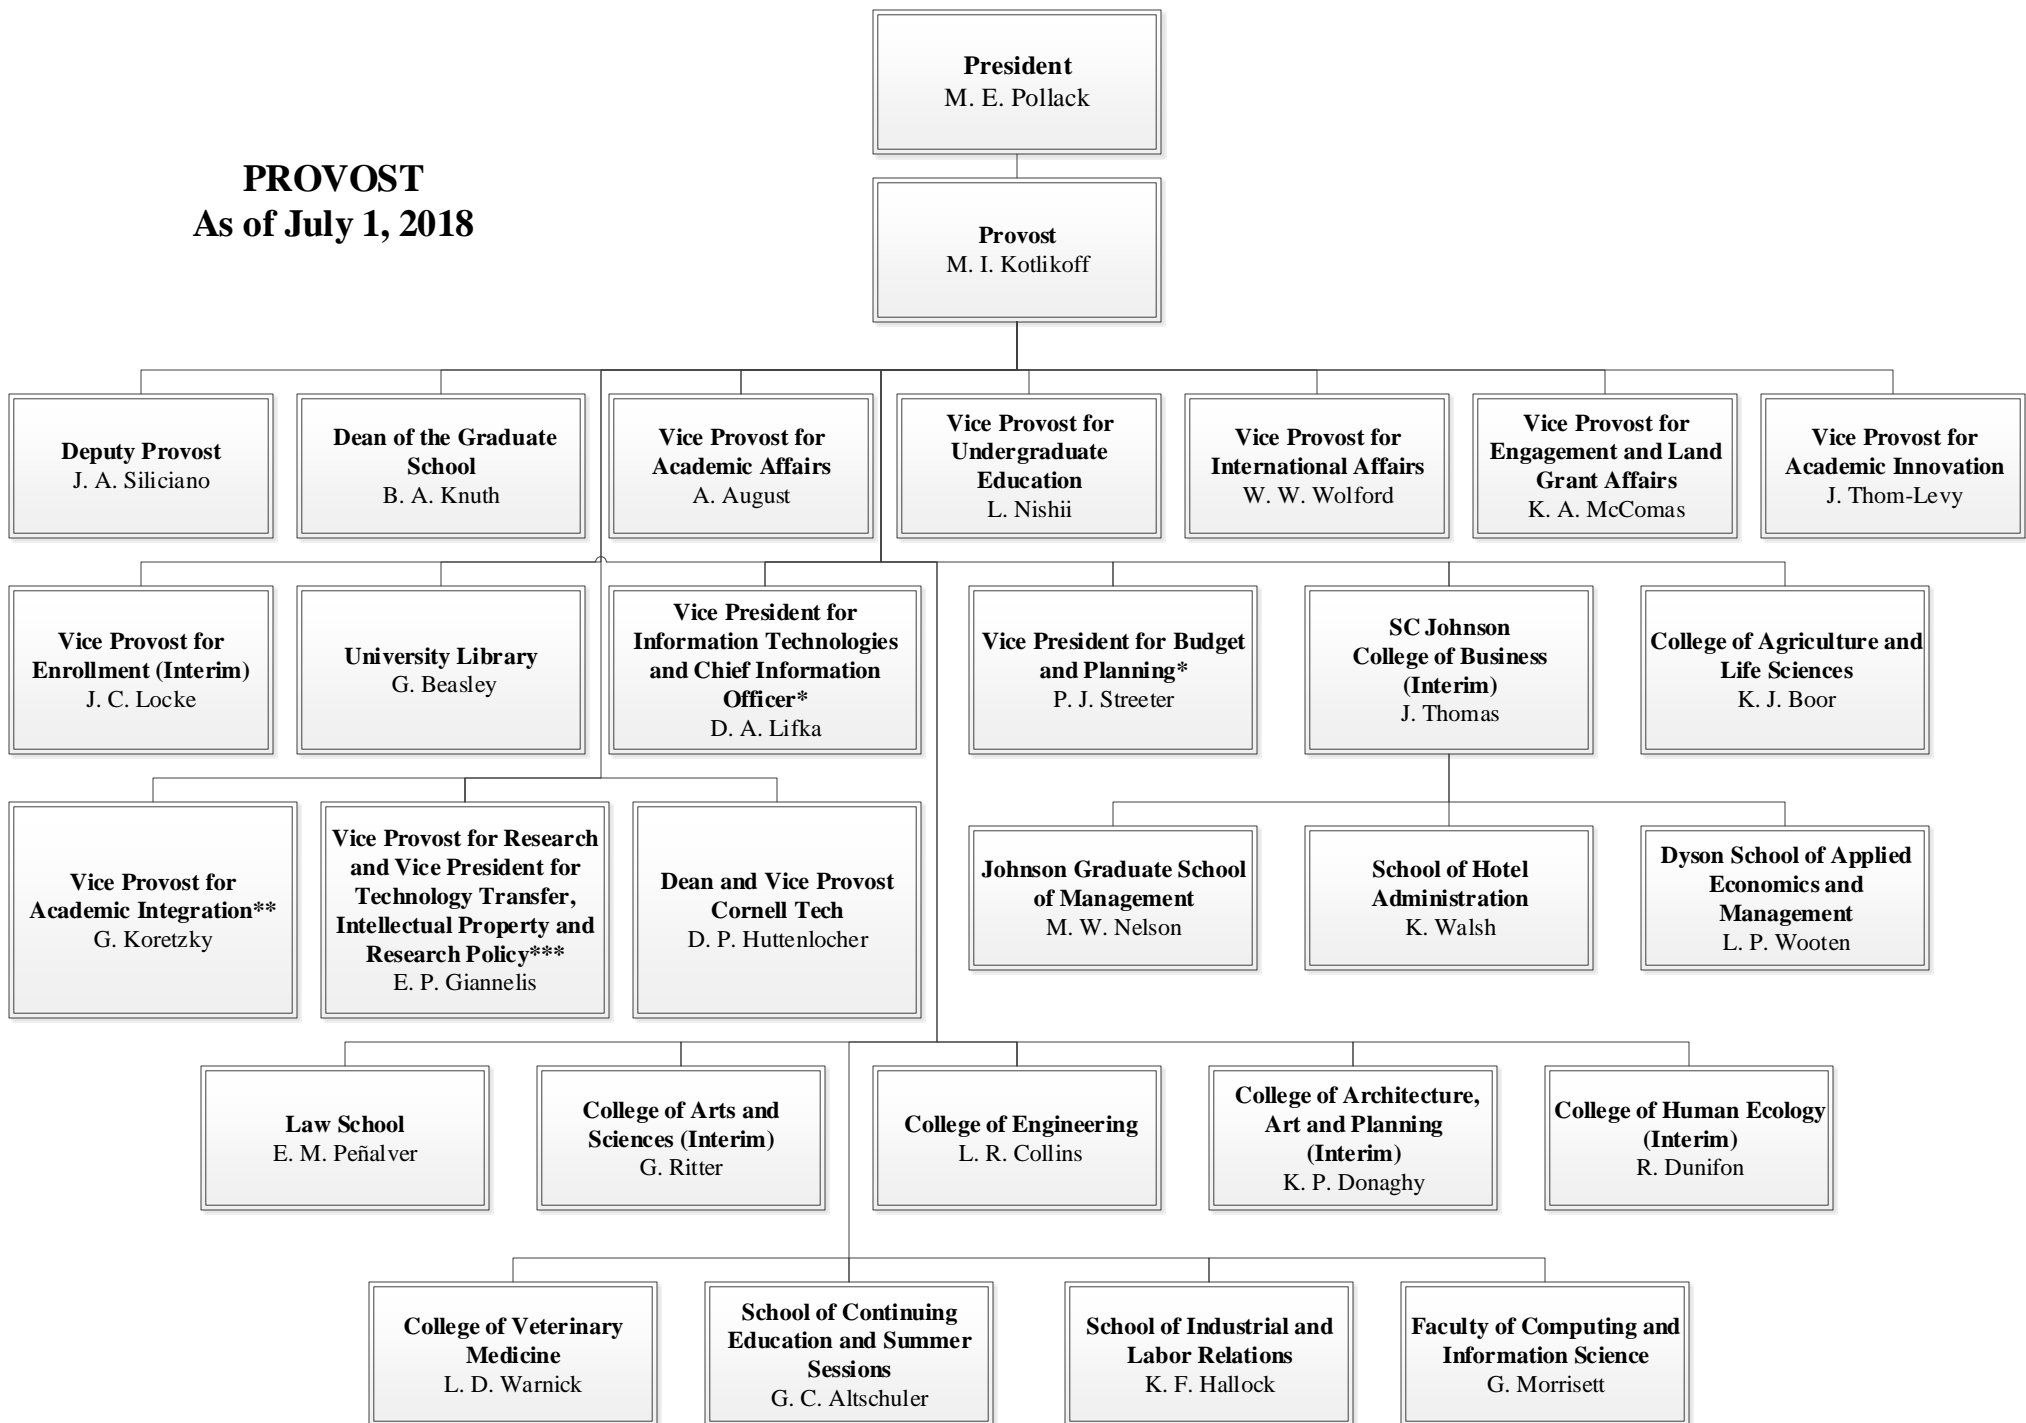 President
M. E. Pollack
PROVOST
As of July 1, 2018
Provost
M. I. Kotlikoff
Deputy Provost
J. A. Siliciano
Dean of the Graduate
School
B. A. Knuth
Vice Provost for
Academic Affairs
A. August
Vice Provost for
Undergraduate
Education
L. Nishii
Vice Provost for
International Affairs
W. W. Wolford
Vice Provost for
Engagement and Land
Grant Affairs
K. A. McComas
Vice Provost for
Academic Innovation
J. Thom-Levy
Vice Provost for
Enrollment (Interim)
J. C. Locke
University Library
G. Beasley
Vice President for
Information Technologies
and Chief Information
Officer*
D. A. Lifka
Vice President for Budget
and Planning*
P. J. Streeter
SC Johnson
College of Business
(Interim)
J. Thomas
College of Agriculture and
Life Sciences
K. J. Boor
Vice Provost for
Academic Integration**
G. Koretzky
Vice Provost for Research
and Vice President for
Technology Transfer,
Intellectual Property and
Research Policy***
E. P. Giannelis
Dean and Vice Provost
Cornell Tech
D. P. Huttenlocher
Johnson Graduate School
of Management
M. W. Nelson
School of Hotel
Administration
K. Walsh
Dyson School of Applied
Economics and
Management
L. P. Wooten
Law School
E. M. Peñalver
College of Arts and
Sciences (Interim)
G. Ritter
College of Engineering
L. R. Collins
College of Architecture,
Art and Planning
(Interim)
K. P. Donaghy
College of Human Ecology
(Interim)
R. Dunifon
College of Veterinary
Medicine
L. D. Warnick
School of Continuing
Education and Summer
Sessions
G. C. Altschuler
School of Industrial and
Labor Relations
K. F. Hallock
Faculty of Computing and
Information Science
G. Morrisett